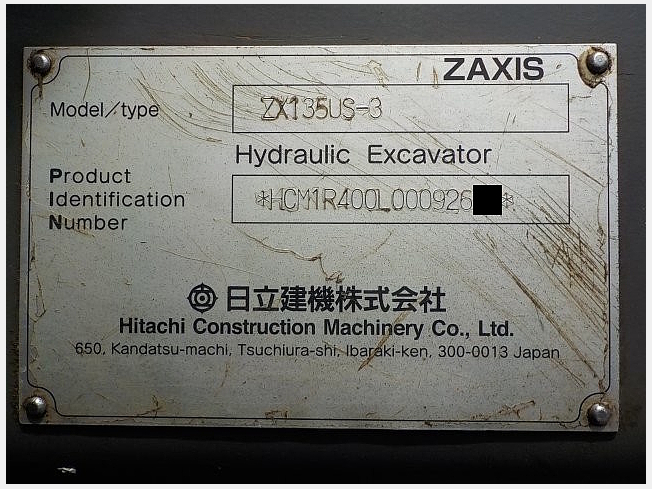 ZAXIS
Model/type ZX135US-3
Hydraulic Excavator
Product
Identification
Number
*HCM1R400L000926 *
日立建機株式会社
Hitachi Construction Machinery Co., Ltd.
650, Kandatsu-machi, Tsuchiura-shi, Ibaraki-ken, 300-0013 Japan